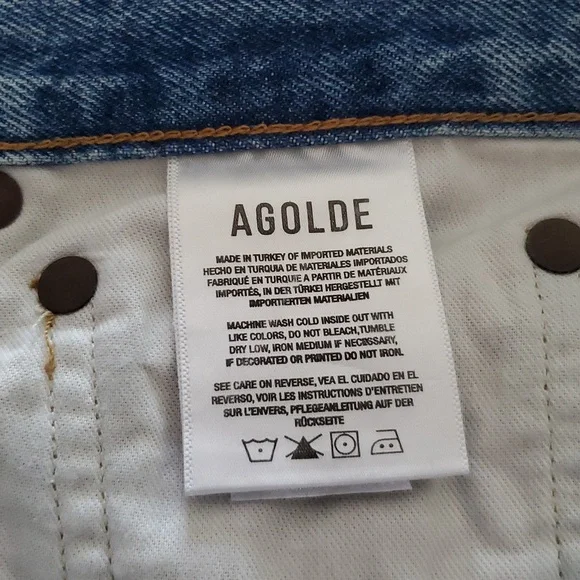 AGOLDE
MADE IN TURKEY OF IMPORTED MATERIALS
HECHO EN TURQUIA DE MATERIALES IMPORTADOS
FABRIQUÉ EN TURQUIE A PARTIR DE MATÉRIAUX
IMPORTÉS, IN DER TÜRKEI HERGESTELLT MIT
IMPORTIERTEN MATERIALIEN
MACHINE WASH COLD INSIDE OUT WITH
LIKE COLORS, DO NOT BLEACH,TUMBLE
DRY LOW, IRON MEDIUM IF NECESSARY,
IF DECORATED OR PRINTED DO NOT IRON.
SEE CARE ON REVERSE, VEA EL CUIDADO EN EL
REVERSO, VOIR LES INSTRUCTIONS D'ENTRETIEN
SUR L'ENVERS, PFLEGEANLEITUNG AUF DER
RÜCKSEITE